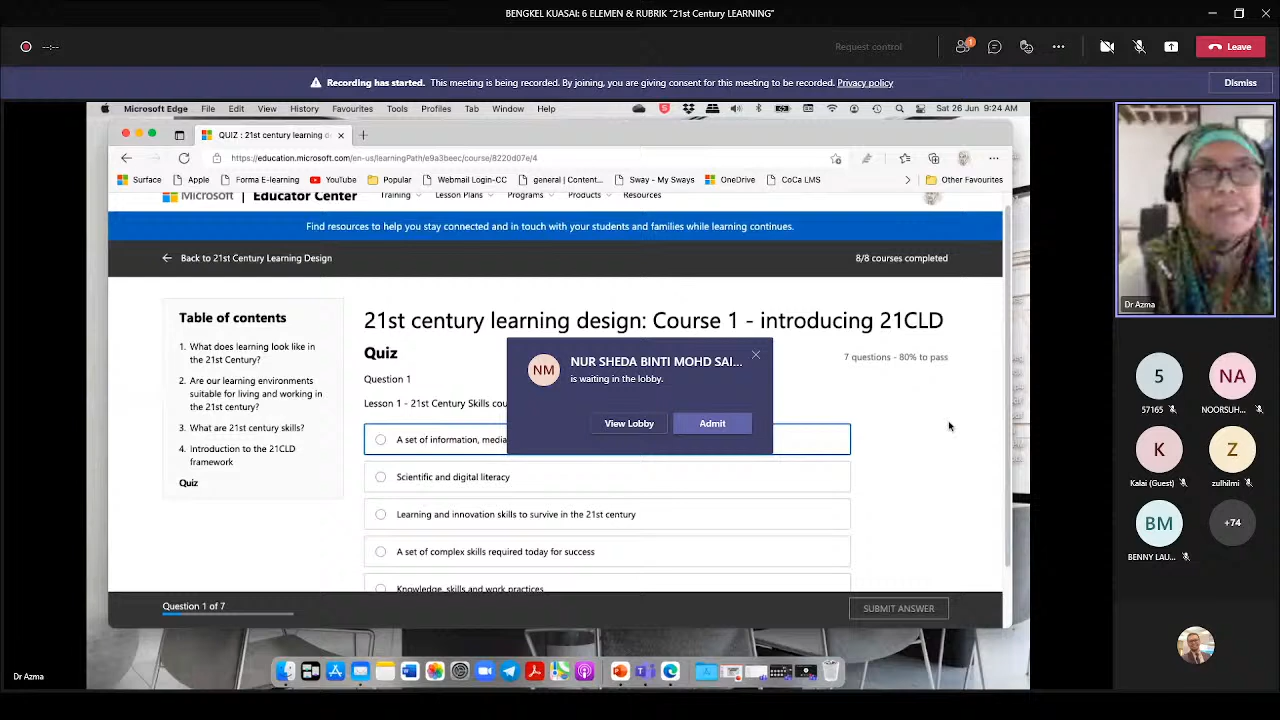 BENGKEL KUASAI: 6 ELEMEN & RUBRIK "21st Century LEARNING"
--:--
Request control
1
Leave
Recording has started. This meeting is being recorded. By joining, you are giving consent for this meeting to be recorded. Privacy policy
Dismiss
Microsoft Edge File Edit View History Favourites Tools Profiles Tab Window Help
Sat 26 Jun 9:24 AM
QUIZ : 21st century learning d
https://education.microsoft.com/en-us/learningPath/e9a3beec/course/8220d07e/4
Surface Apple Forma E-learning YouTube Popular Webmail Login-CC general | Content... Sway - My Sways OneDrive CoCa LMS Other Favourites
Microsoft | Educator Center Training Lesson Plans Programs Products Resources
Find resources to help you stay connected and in touch with your students and families while learning continues.
Back to 21st Century Learning Design
8/8 courses completed
Table of contents
1. What does learning look like in
the 21st Century?
2. Are our learning environments
suitable for living and working in
the 21st century?
3. What are 21st century skills?
4. Introduction to the 21CLD
framework
Quiz
21st century learning design: Course 1 - introducing 21CLD
Quiz
7 questions - 80% to pass
Question 1
Lesson 1 - 21st Century Skills cou
A set of information, media
Scientific and digital literacy
Learning and innovation skills to survive in the 21st century
A set of complex skills required today for success
Knowledge, skills and work practices
NM
NUR SHEDA BINTI MOHD SAI...
is waiting in the lobby.
View Lobby
Admit
Question 1 of 7
SUBMIT ANSWER
Dr Azma
Dr Azma
5
57165
NA
NOORSUH...
K
Kalai (Guest)
Z
zulhilmi
BM
BENNY LAU...
+74